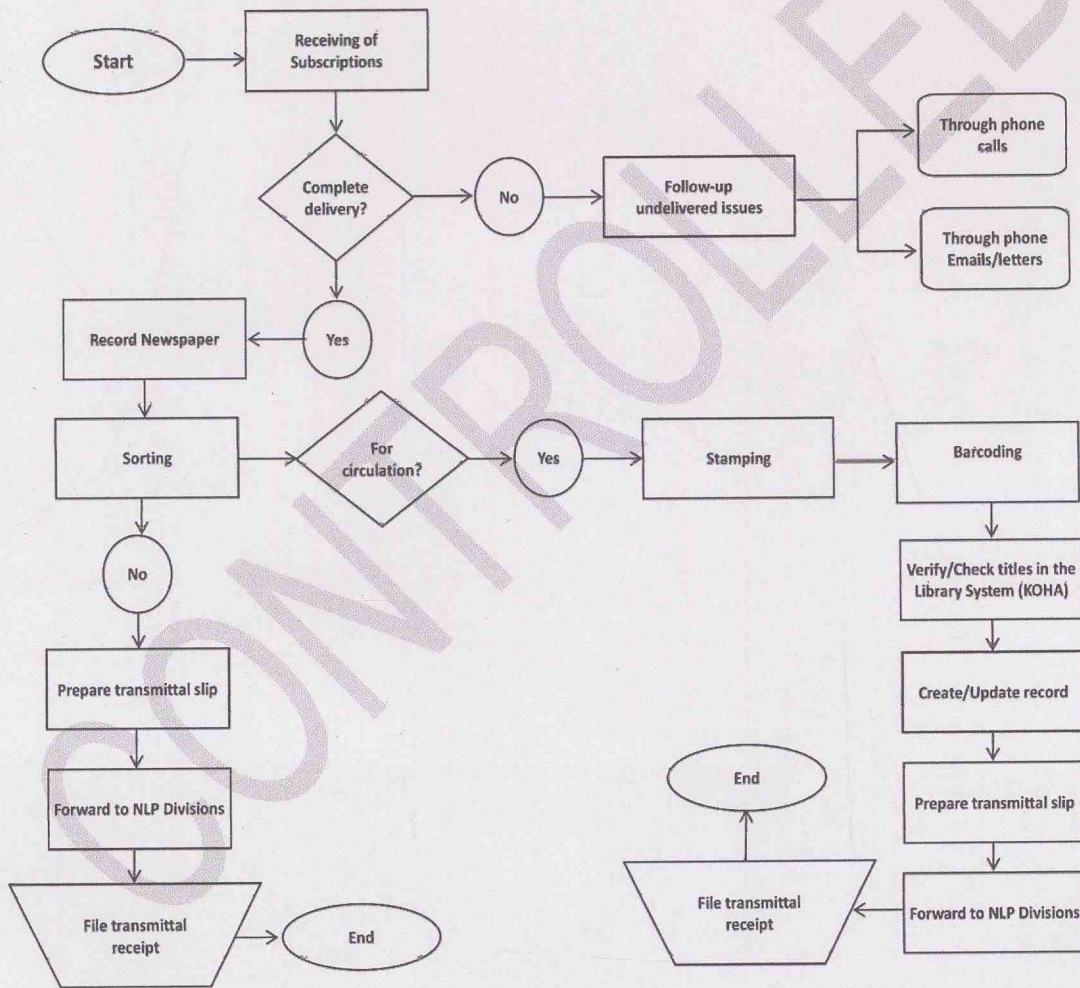 Start
Receiving of
Subscriptions
Complete
delivery?
No
Follow-up
undelivered issues
Through phone
calls
Through phone
Emails/letters
Yes
Record Newspaper
Sorting
For
circulation?
Yes
Stamping
Barcoding
No
Verify/Check titles in the
Library System (KOHA)
Prepare transmittal slip
Create/Update record
Forward to NLP Divisions
End
Prepare transmittal slip
File transmittal
receipt
End
File transmittal
receipt
Forward to NLP Divisions
CONTROLLED